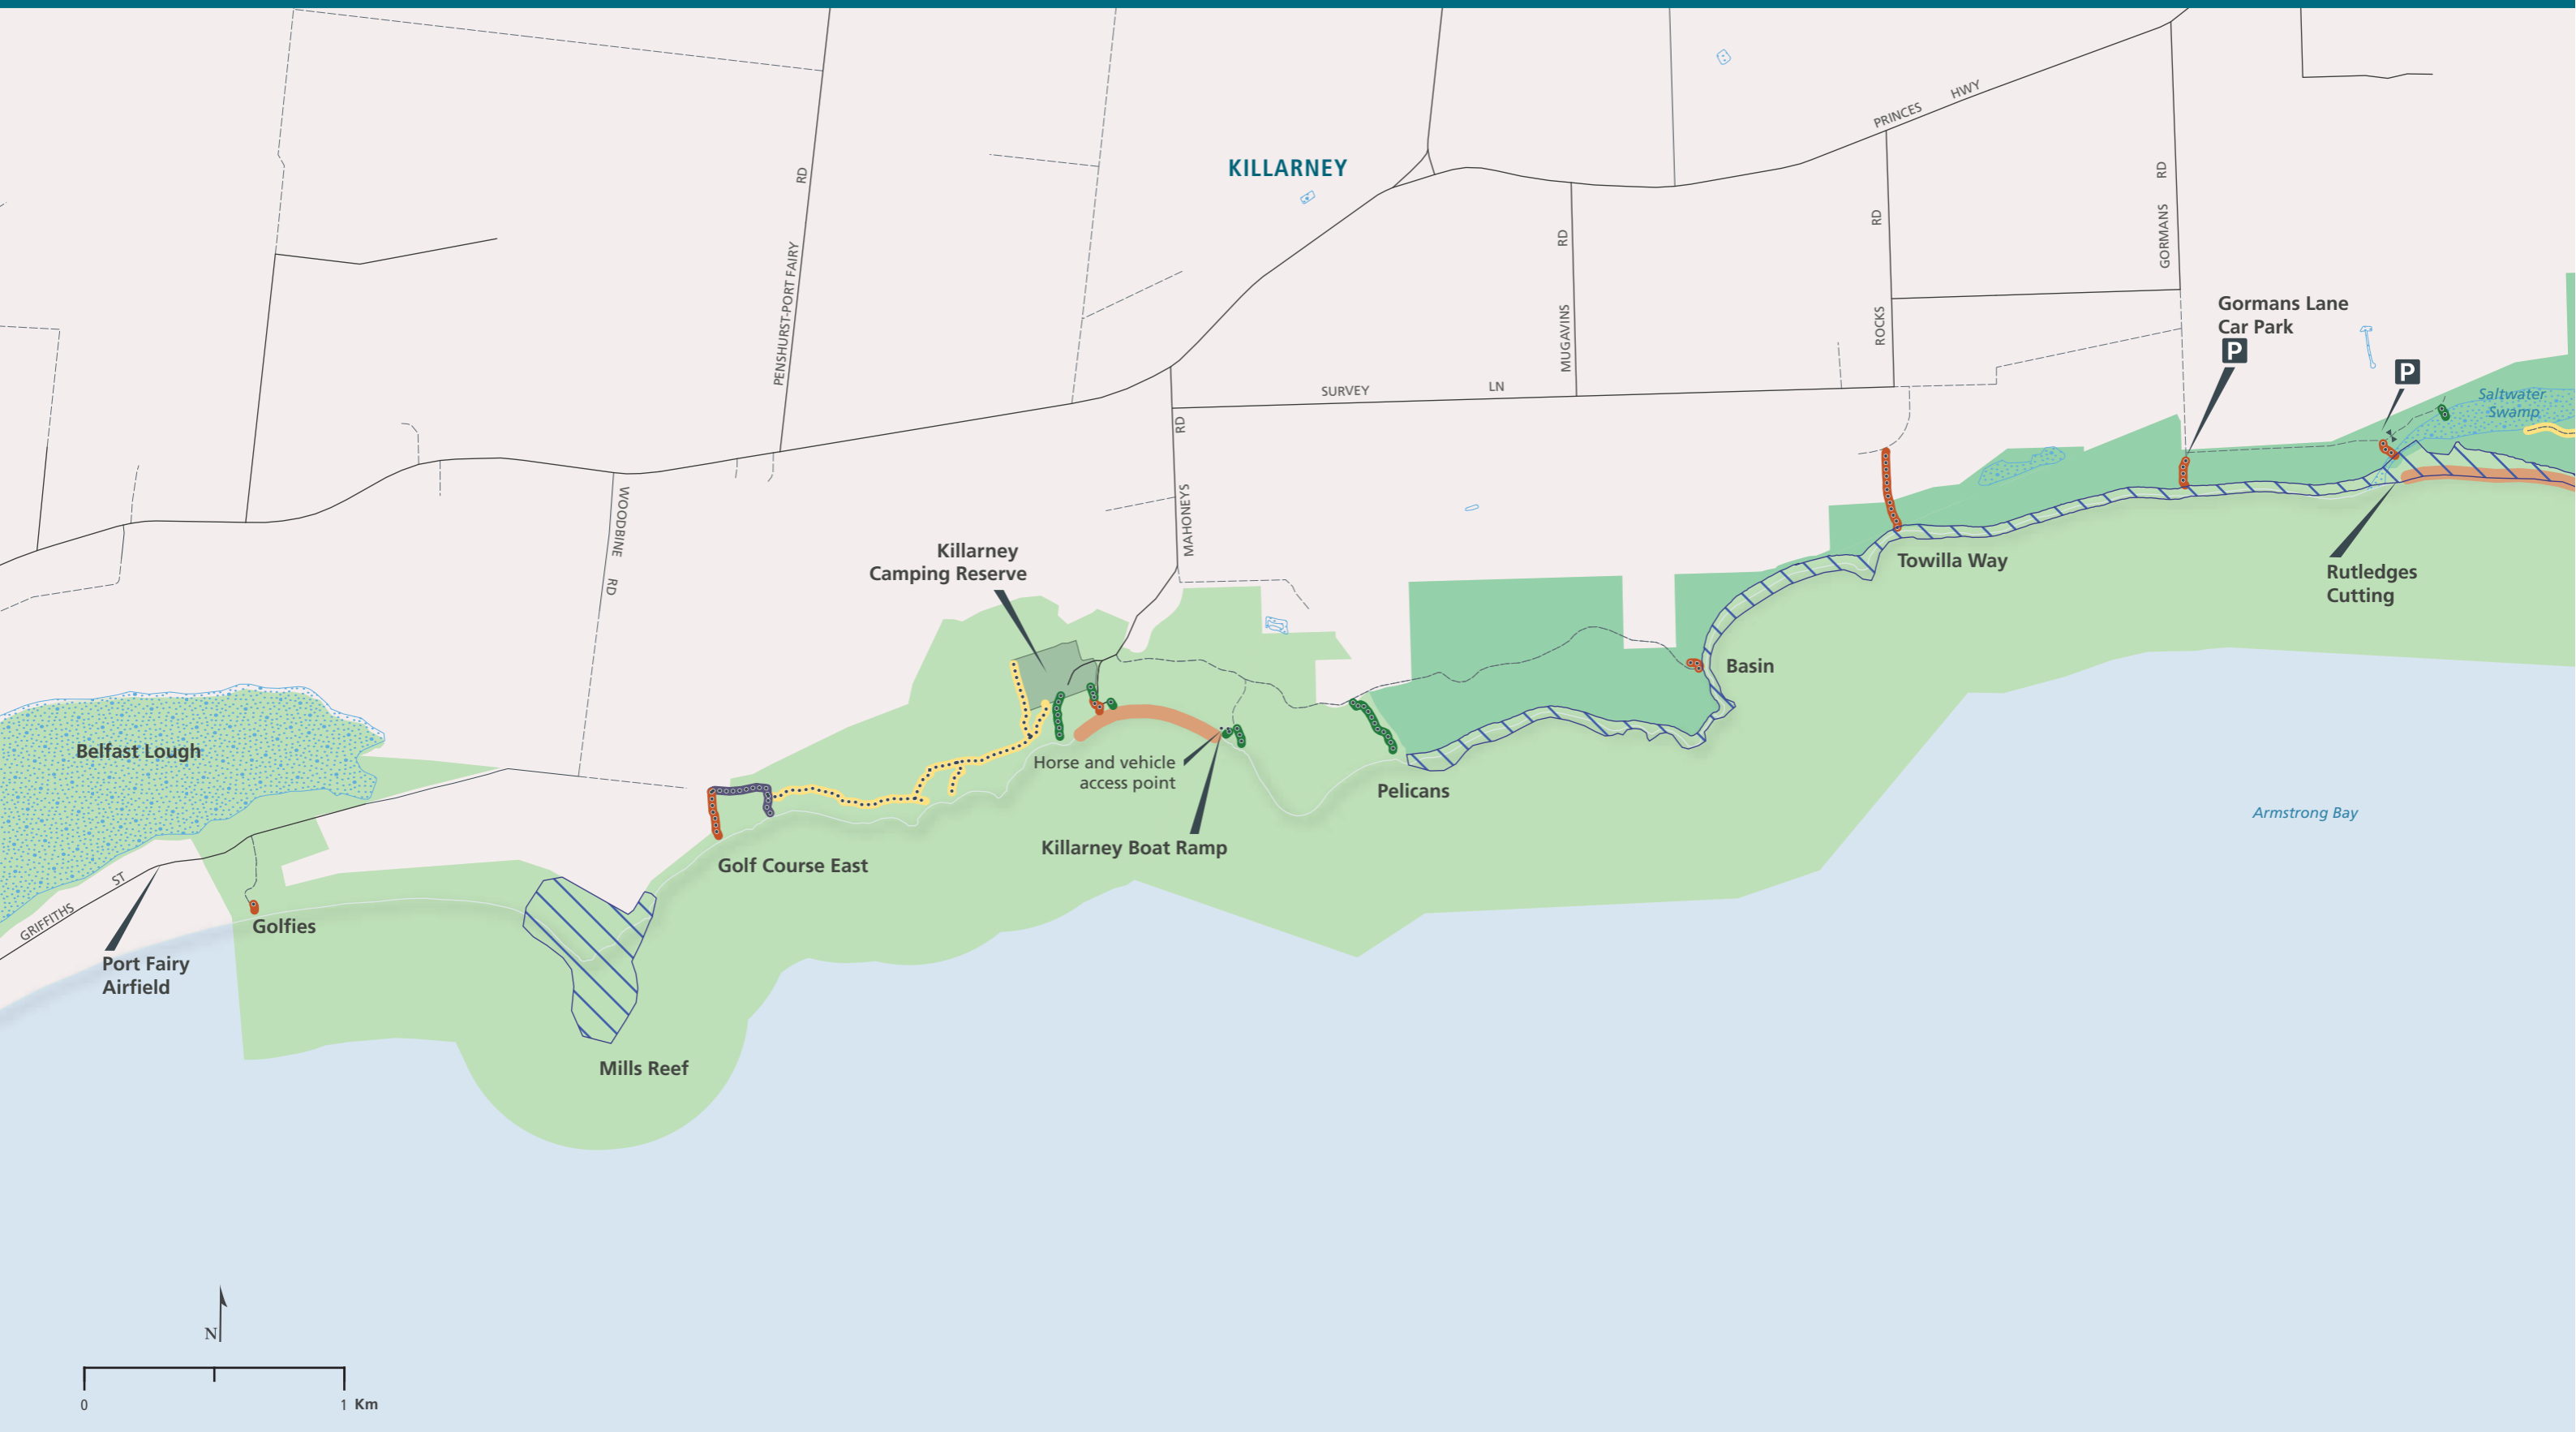 PRINCES HWY
KILLARNEY
PENSHURST-PORT FAIRY RD
MUGAVINS RD
ROCKS RD
GORMANS RD
Gormans Lane
Car Park
P
P
Saltwater
Swamp
SURVEY LN
MAHONEYS RD
WOODBINE RD
Killarney
Camping Reserve
Towilla Way
Rutledges
Cutting
Basin
Belfast Lough
Horse and vehicle
access point
Pelicans
Armstrong Bay
Killarney Boat Ramp
Golf Course East
GRIFFITHS ST
Golfies
Port Fairy
Airfield
Mills Reef
N
0 1 Km